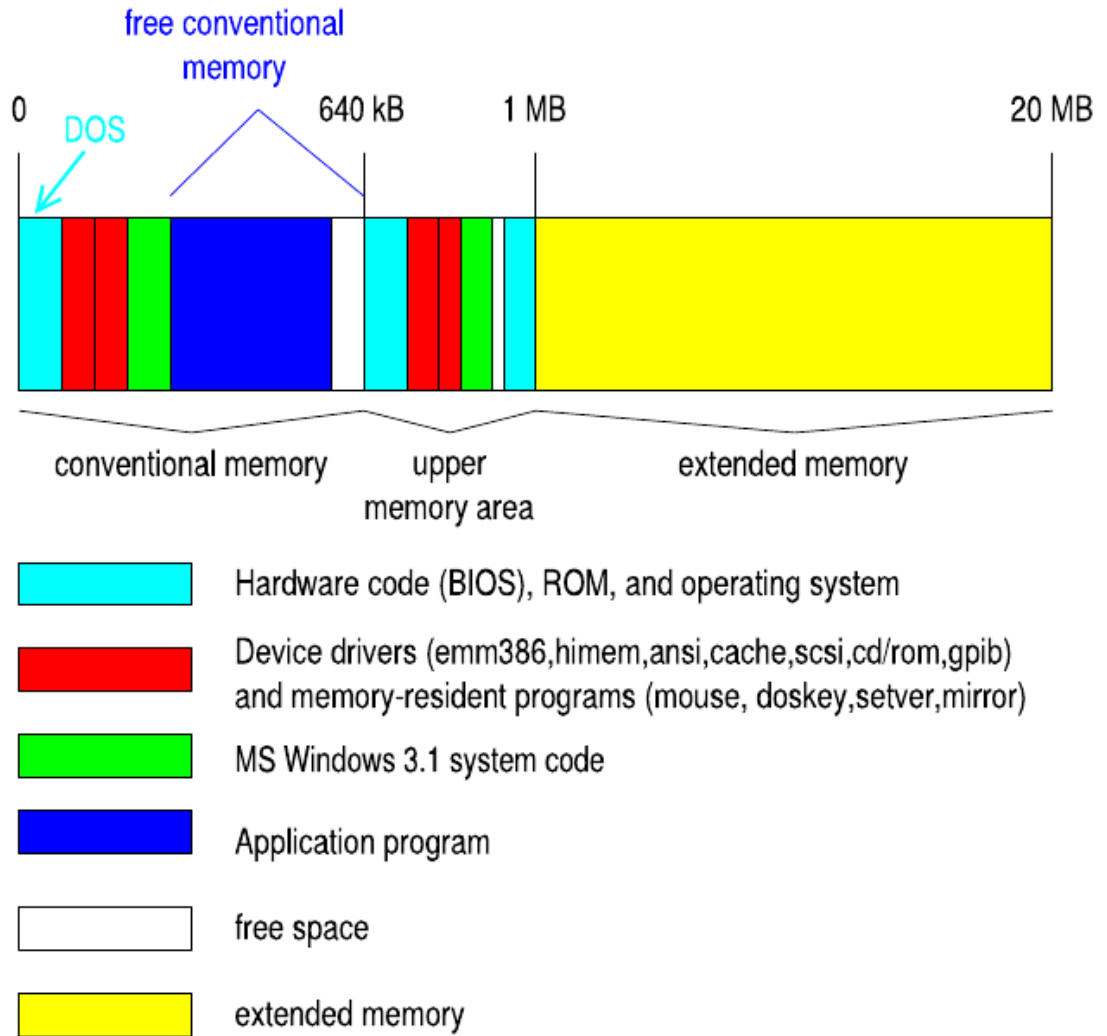 free conventional
memory
0 640 kB 1 MB 20 MB
DOS
conventional memory upper extended memory
memory area
Hardware code (BIOS), ROM, and operating system
Device drivers (emm386,himem,ansi,cache,scsi,cd/rom,gpib)
and memory-resident programs (mouse, doskey,setver,mirror)
MS Windows 3.1 system code
Application program
free space
extended memory